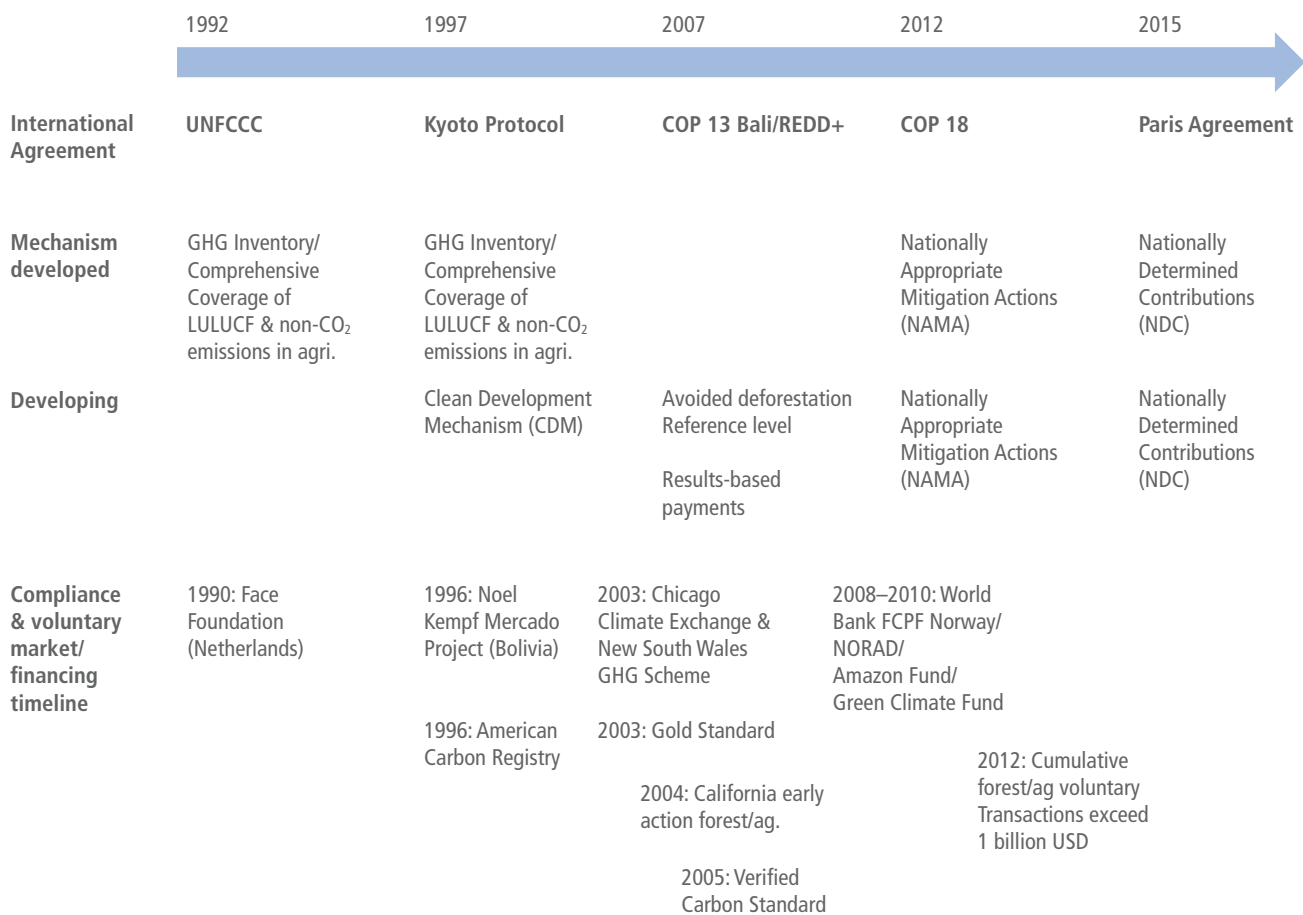 1992
1997
2007
2012
2015
International
Agreement
UNFCCC
Kyoto Protocol
COP 13 Bali/REDD+
COP 18
Paris Agreement
Mechanism
developed
GHG Inventory/
Comprehensive
Coverage of
LULUCF & non-CO₂
emissions in agri.
GHG Inventory/
Comprehensive
Coverage of
LULUCF & non-CO₂
emissions in agri.
Nationally
Appropriate
Mitigation Actions
(NAMA)
Nationally
Determined
Contributions
(NDC)
Developing
Clean Development
Mechanism (CDM)
Avoided deforestation
Reference level
Results-based
payments
Nationally
Appropriate
Mitigation Actions
(NAMA)
Nationally
Determined
Contributions
(NDC)
Compliance
& voluntary
market/
financing
timeline
1990: Face
Foundation
(Netherlands)
1996: Noel
Kempf Mercado
Project (Bolivia)
1996: American
Carbon Registry
2003: Chicago
Climate Exchange &
New South Wales
GHG Scheme
2003: Gold Standard
2004: California early
action forest/ag.
2005: Verified
Carbon Standard
2008–2010: World
Bank FCPF Norway/
NORAD/
Amazon Fund/
Green Climate Fund
2012: Cumulative
forest/ag voluntary
Transactions exceed
1 billion USD